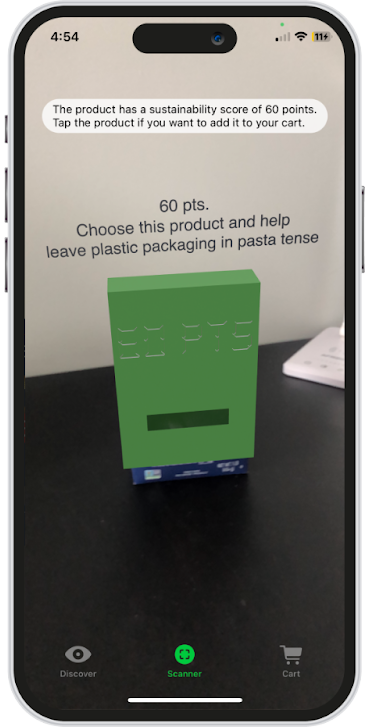 4:54
11
The product has a sustainability score of 60 points.
Tap the product if you want to add it to your cart.
60 pts.
Choose this product and help
leave plastic packaging in pasta tense
Discover
Scanner
Cart